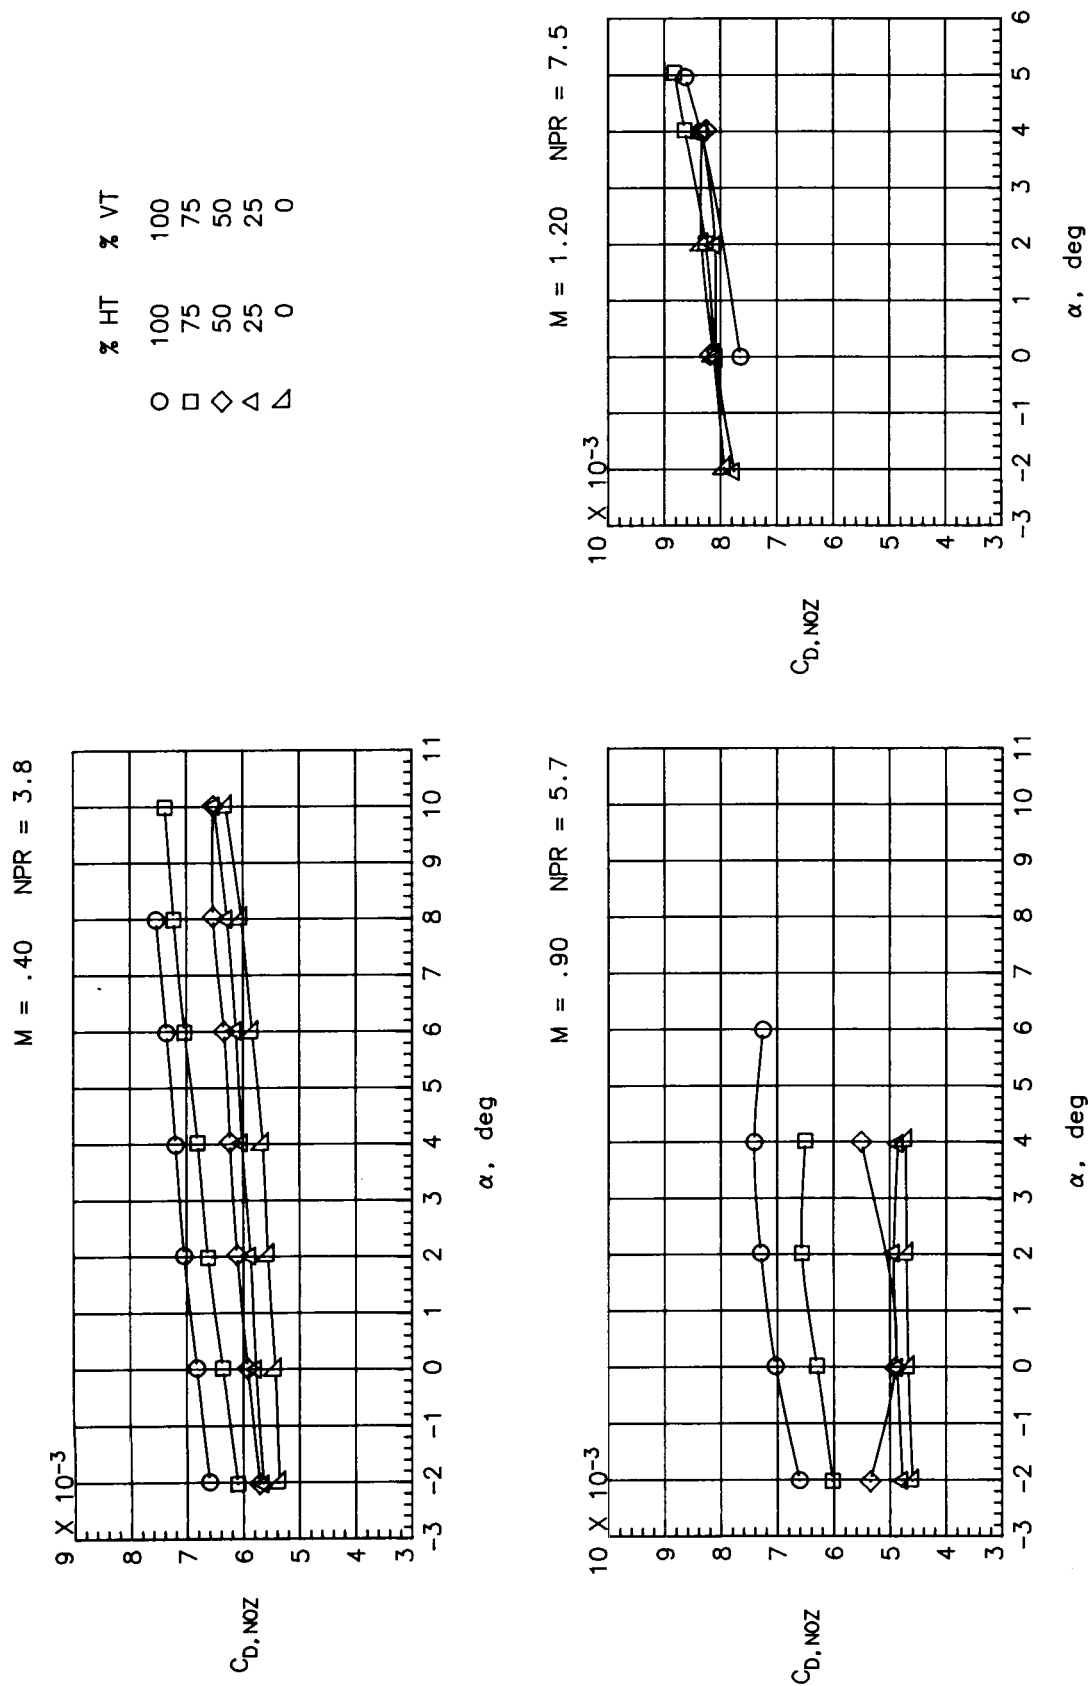 M = .40 NPR = 3.8
9 X 10-3
8
7
6
5
4
3
-3 -2 -1 0 1 2 3 4 5 6 7 8 9 10 11
CD,NOZ
α, deg
% HT % VT
100 100
75 75
50 50
25 25
0 0
M = .90 NPR = 5.7
10 X 10-3
9
8
7
6
5
4
3
-3 -2 -1 0 1 2 3 4 5 6 7 8 9 10 11
CD,NOZ
α, deg
M = 1.20 NPR = 7.5
10 X 10-3
9
8
7
6
5
4
3
-3 -2 -1 0 1 2 3 4 5 6
CD,NOZ
α, deg